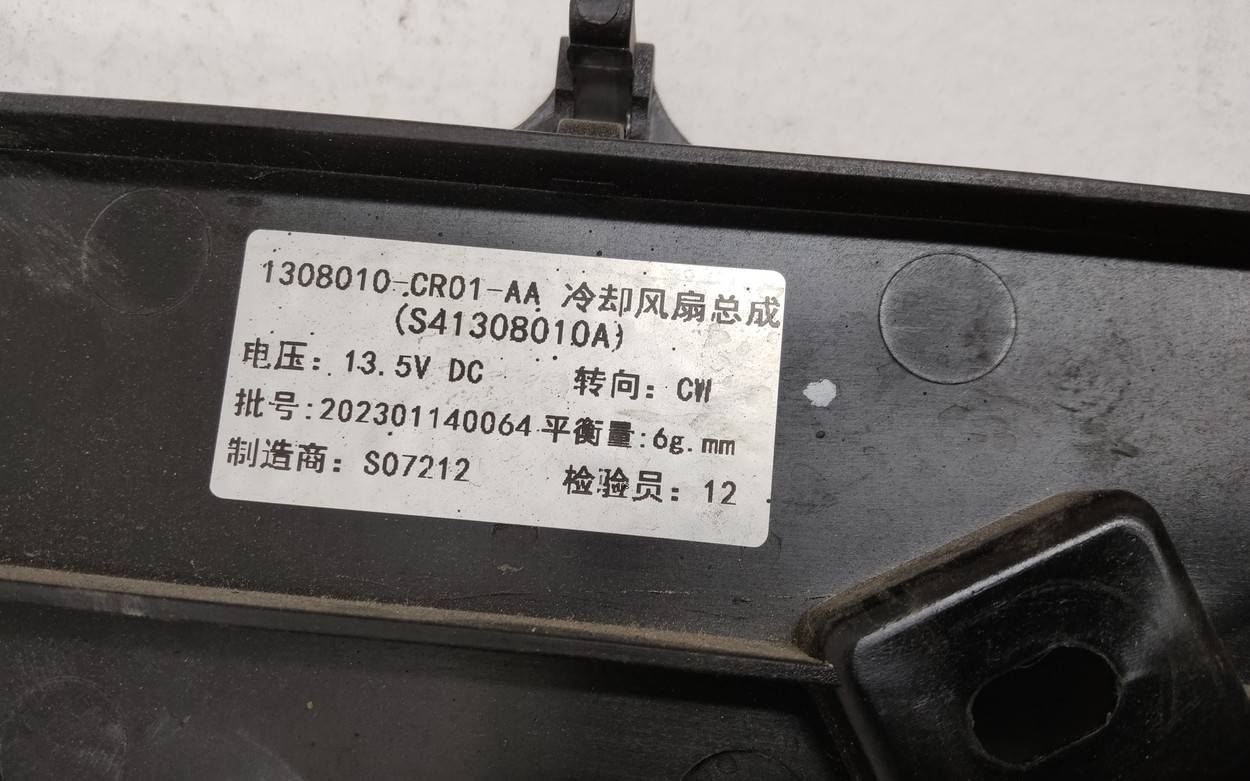 1308010-CR01-AA 冷却风扇总成
(S41308010A)
电压：13.5V DC 转向：CW
批号:202301140064 平衡量:6g.mm
制造商：S07212 检验员：12